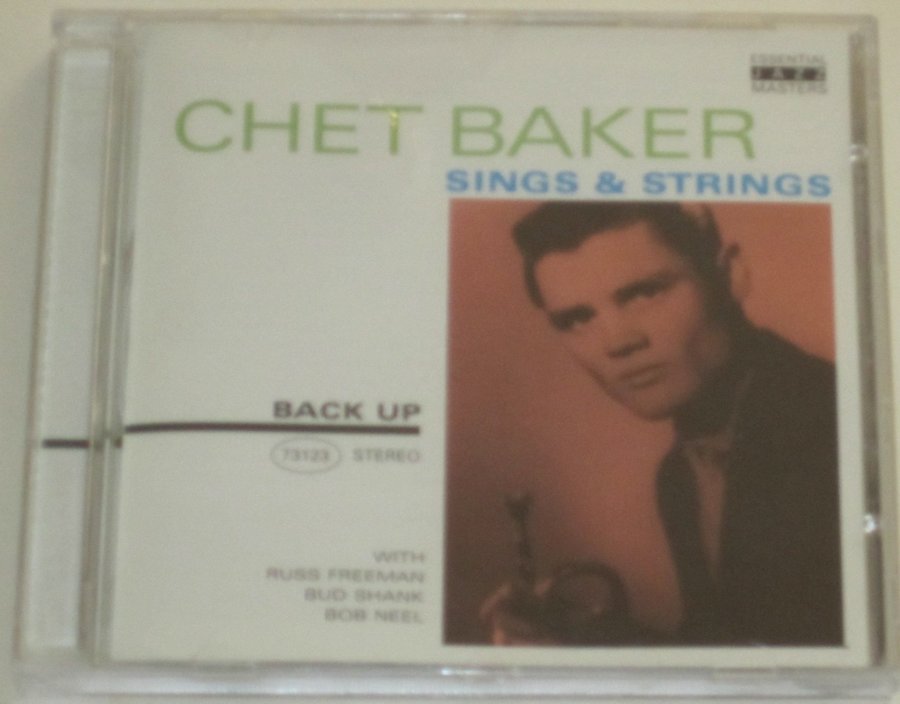 ESSENTIAL
JAZZ
MASTERS
CHET BAKER
SINGS & STRINGS
BACK UP
73123 STEREO
WITH
RUSS FREEMAN
BUD SHANK
BOB NEEL